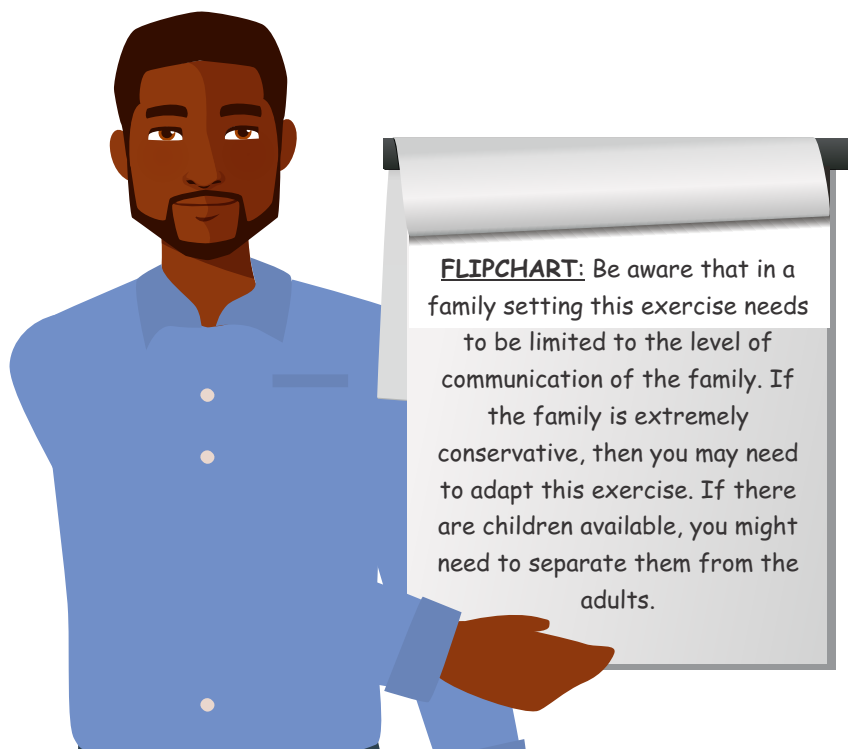 FLIPCHART: Be aware that in a
family setting this exercise needs
to be limited to the level of
communication of the family. If
the family is extremely
conservative, then you may need
to adapt this exercise. If there
are children available, you might
need to separate them from the
adults.